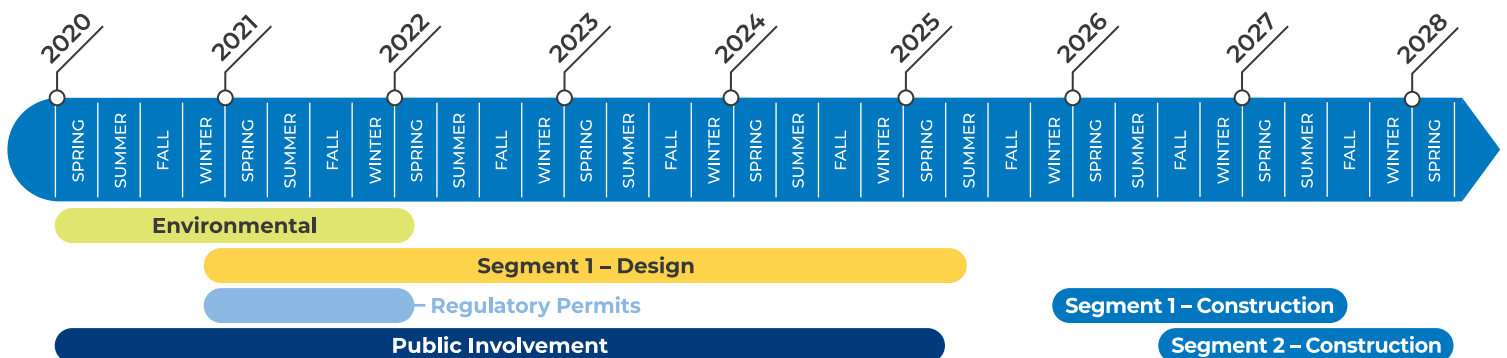 2020 2021 2022 2023 2024 2025 2026 2027 2028
SPRING SUMMER FALL WINTER SPRING SUMMER FALL WINTER SPRING SUMMER FALL WINTER SPRING SUMMER FALL WINTER SPRING SUMMER FALL WINTER SPRING SUMMER FALL WINTER SPRING SUMMER FALL WINTER SPRING SUMMER FALL WINTER SPRING
Environmental
Segment 1 – Design
Regulatory Permits
Segment 1 – Construction
Public Involvement
Segment 2 – Construction